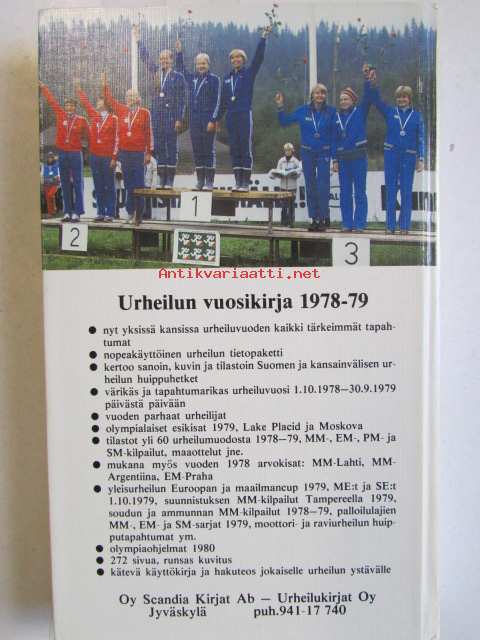 1
2
3
Antikvariaatti.net
Urheilun vuosikirja 1978-79
● nyt yksissä kansissa urheiluvuoden kaikki tärkeimmät tapah-
tumat
● nopeakäyttöinen urheilun tietopaketti
● kertoo sanoin, kuvin ja tilastoin Suomen ja kansainvälisen ur-
heilun huippuhetket
● värikäs ja tapahtumarikas urheiluvuosi 1.10.1978—30.9.1979
päivästä päivään
● vuoden parhaat urheilijat
● olympialaiset esikisat 1979, Lake Placid ja Moskova
● tilastot yli 60 urheilumuodosta 1978—79, MM-, EM-, PM- ja
SM-kilpailut, maaottelut jne.
● mukana myös vuoden 1978 arvokisat: MM-Lahti, MM-
Argentiina, EM-Praha
● yleisurheilun Euroopan ja maailmancup 1979, ME:t ja SE:t
1.10.1979, suunnistuksen MM-kilpailut Tampereella 1979,
soudun ja ammunnan MM-kilpailut 1978—79, palloilulajien
MM-, EM- ja SM-sarjat 1979, moottori- ja raviurheilun huip-
putapahtumat ym.
● olympiaohjelmat 1980
● 272 sivua, runsas kuvitus
● kätevä käyttökirja ja hakuteos jokaiselle urheilun ystävälle
Oy Scandia Kirjat Ab — Urheilukirjat Oy
Jyväskylä puh.941-17 740